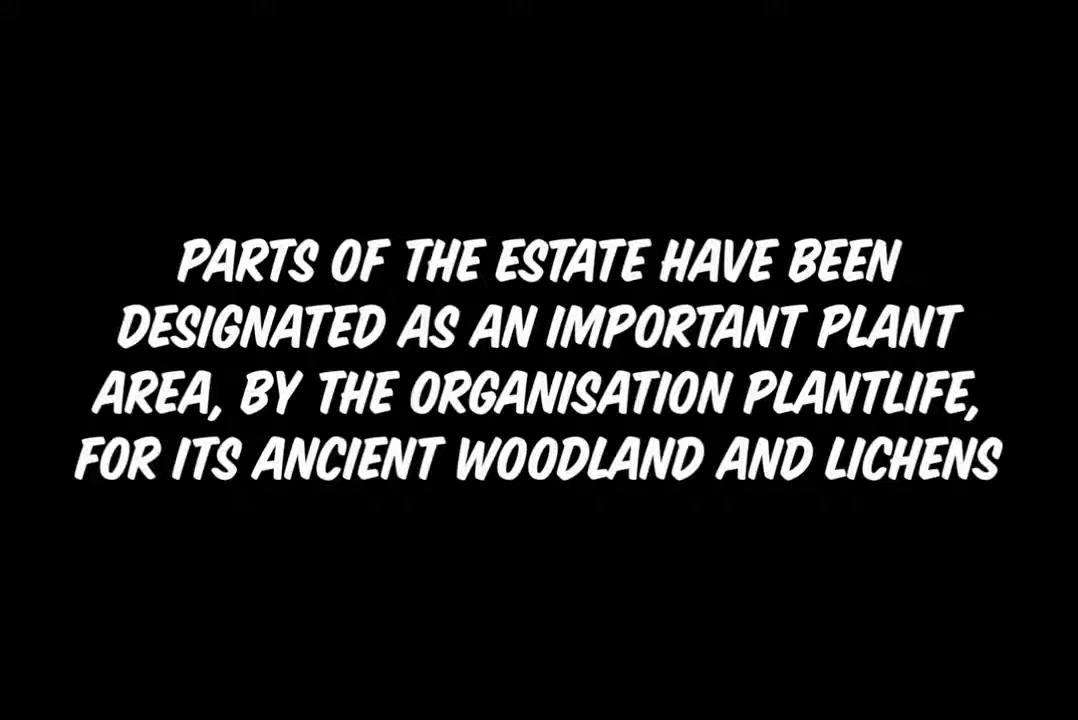 PARTS OF THE ESTATE HAVE BEEN
DESIGNATED AS AN IMPORTANT PLANT
AREA, BY THE ORGANISATION PLANTLIFE,
FOR ITS ANCIENT WOODLAND AND LICHENS